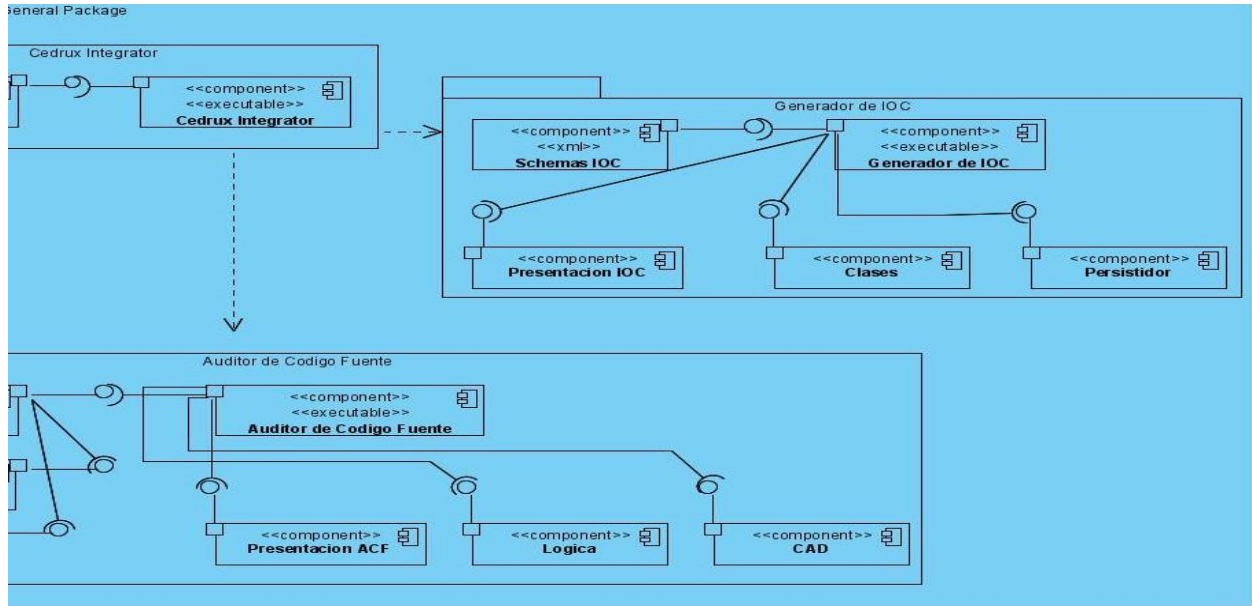 General Package
Cedrux Integrator
<<component>>
<<executable>>
Cedrux Integrator
Generador de IOC
<<component>>
<<xml>>
Schemas IOC
<<component>>
<<executable>>
Generador de IOC
<<component>>
Presentacion IOC
<<component>>
Clases
<<component>>
Persistidor
Auditor de Codigo Fuente
<<component>>
<<executable>>
Auditor de Codigo Fuente
<<component>>
Presentacion ACF
<<component>>
Logica
<<component>>
CAD